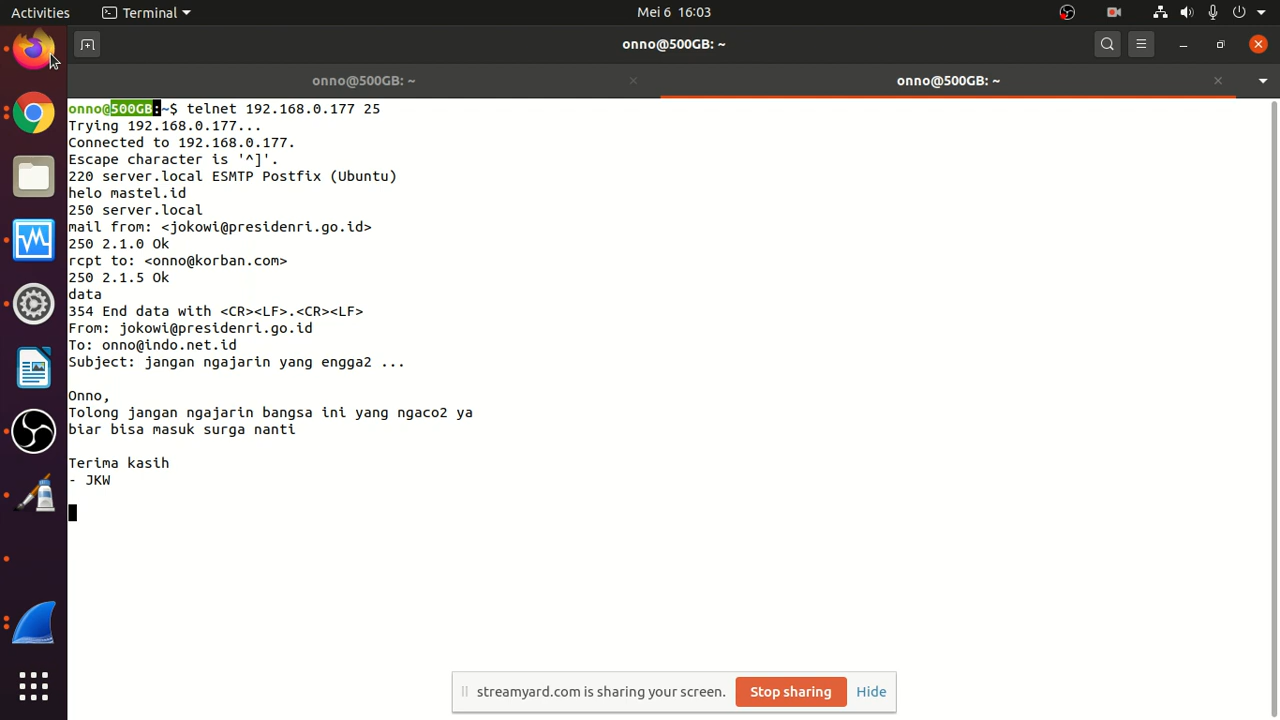 Activities
Terminal
Mei 6 16:03
onno@500GB: ~
onno@500GB: ~
onno@500GB: ~
onno@500GB:~$ telnet 192.168.0.177 25
Trying 192.168.0.177...
Connected to 192.168.0.177.
Escape character is '^]'.
220 server.local ESMTP Postfix (Ubuntu)
helo mastel.id
250 server.local
mail from: <jokowi@presidenri.go.id>
250 2.1.0 Ok
rcpt to: <onno@korban.com>
250 2.1.5 Ok
data
354 End data with <CR><LF>.<CR><LF>
From: jokowi@presidenri.go.id
To: onno@indo.net.id
Subject: jangan ngajarin yang engga2 ...
Onno,
Tolong jangan ngajarin bangsa ini yang ngaco2 ya
biar bisa masuk surga nanti
Terima kasih
- JKW
streamyard.com is sharing your screen.
Stop sharing
Hide